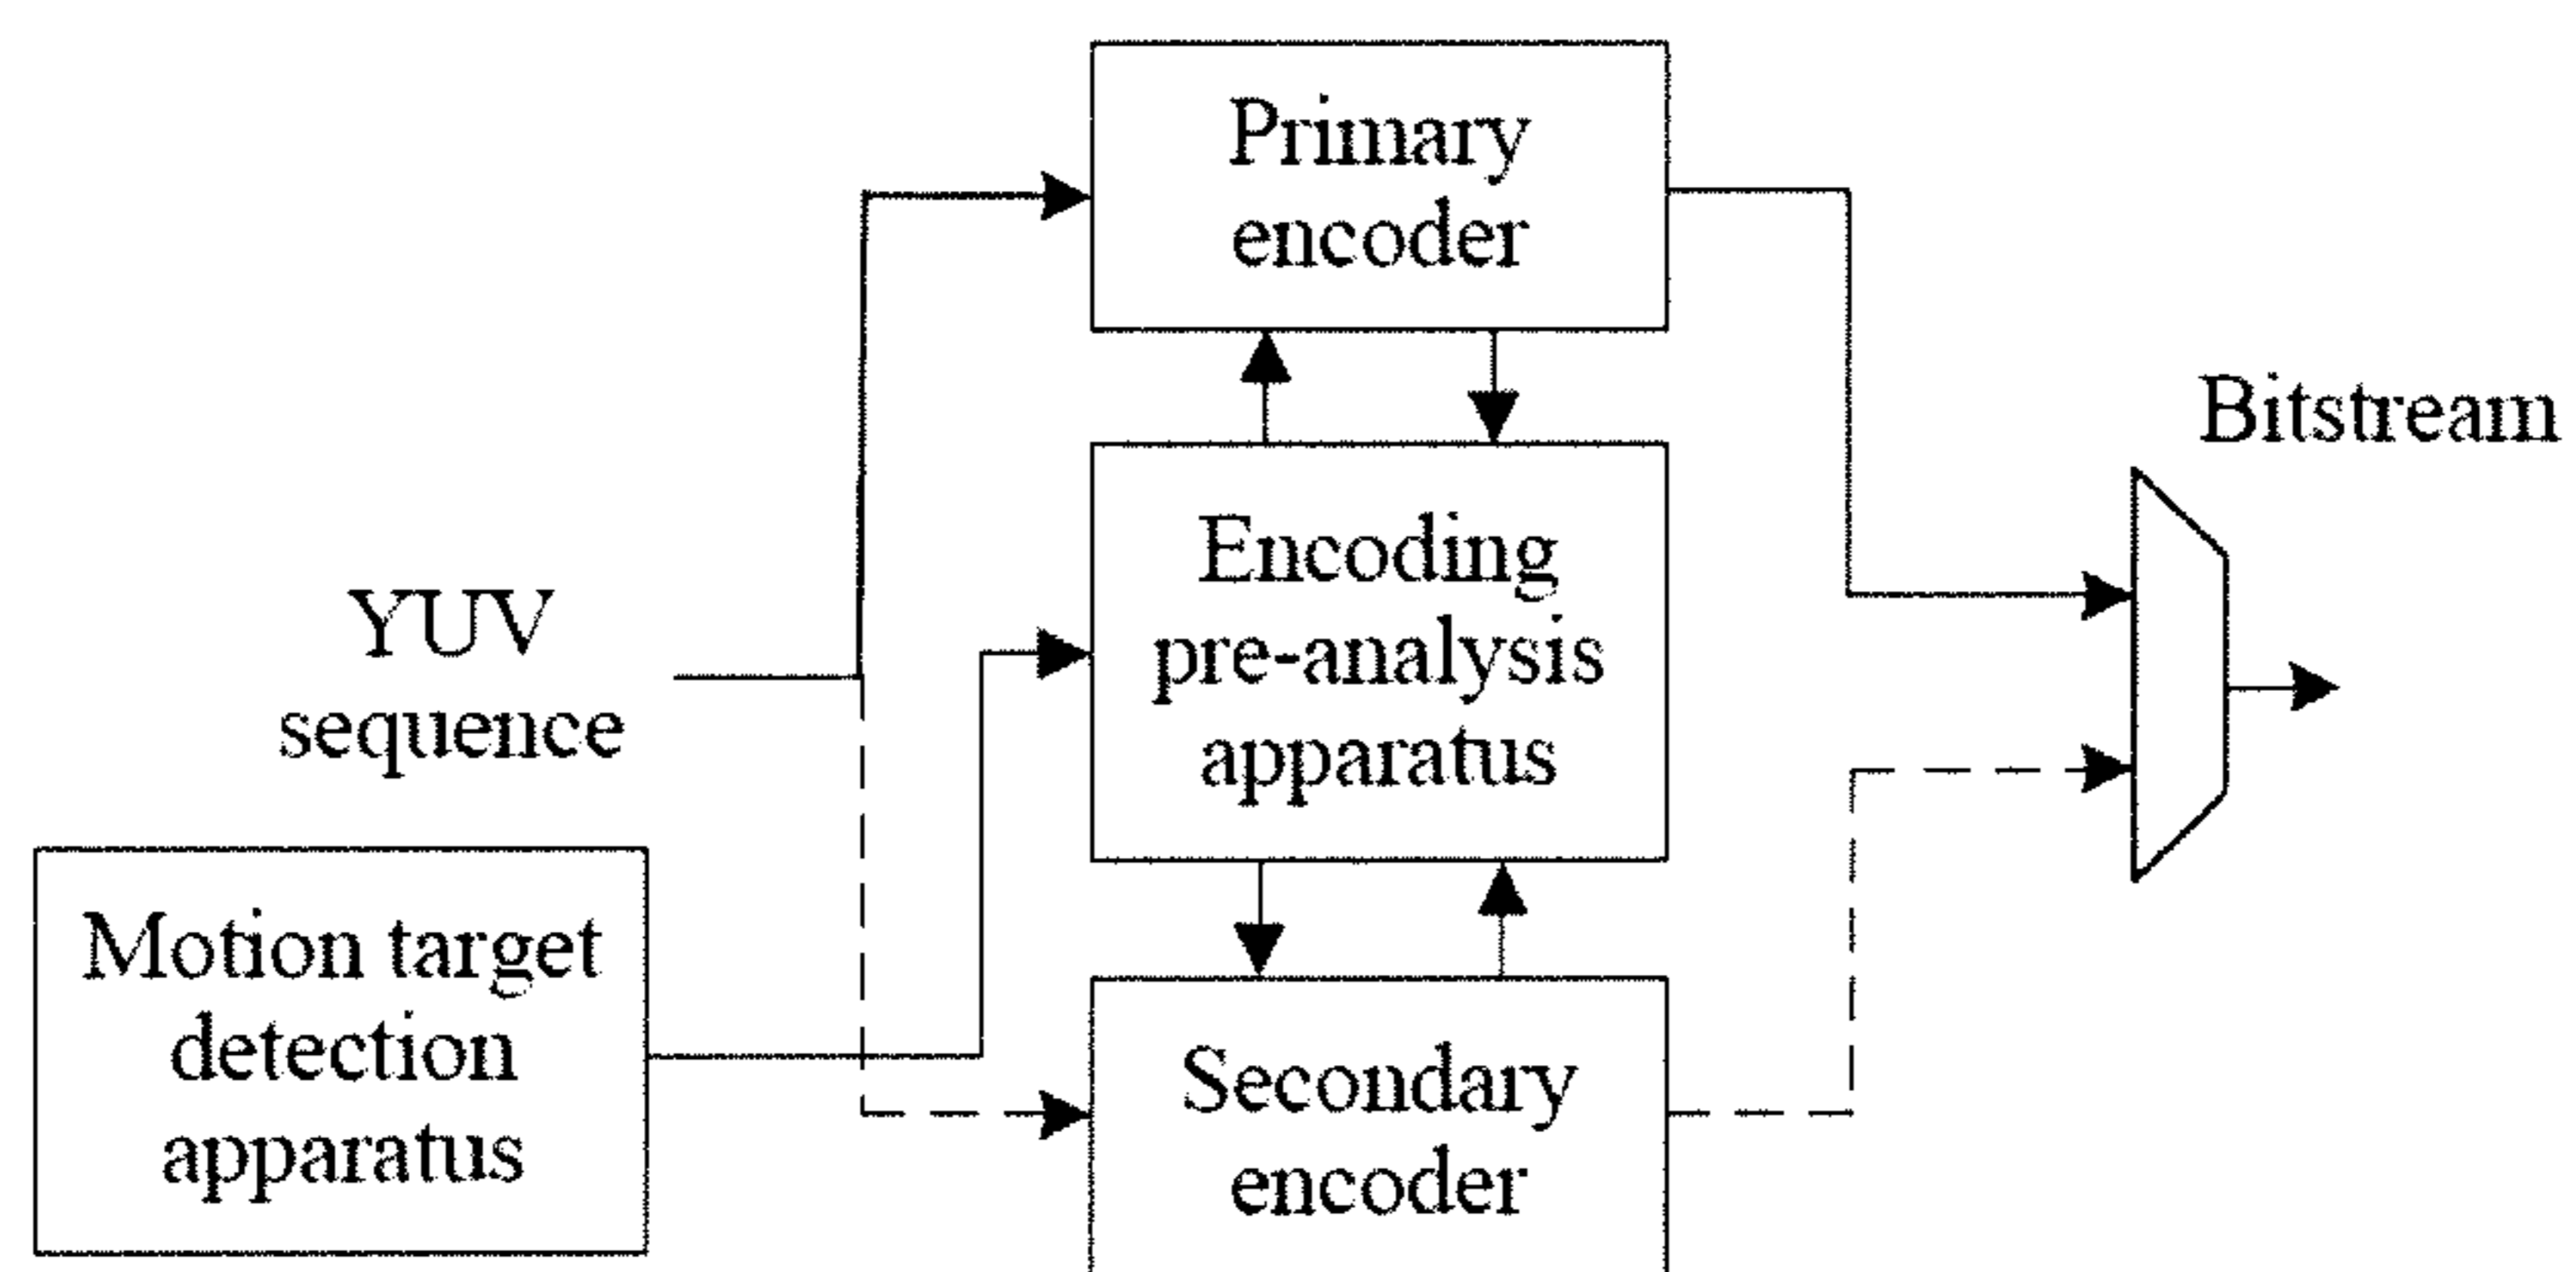 Primary
encoder
Bitstream
Encoding
pre-analysis
apparatus
YUV
sequence
Motion target
detection
apparatus
Secondary
encoder